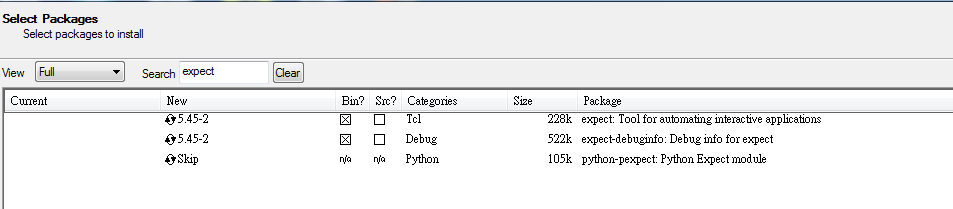 Select Packages
Select packages to install
View Full Search expect Clear
Current New Bin? Src? Categories Size Package
5.45-2 Tcl 228k expect: Tool for automating interactive applications
5.45-2 Debug 522k expect-debuginfo: Debug info for expect
Skip n/a n/a Python 105k python-pexpect: Python Expect module